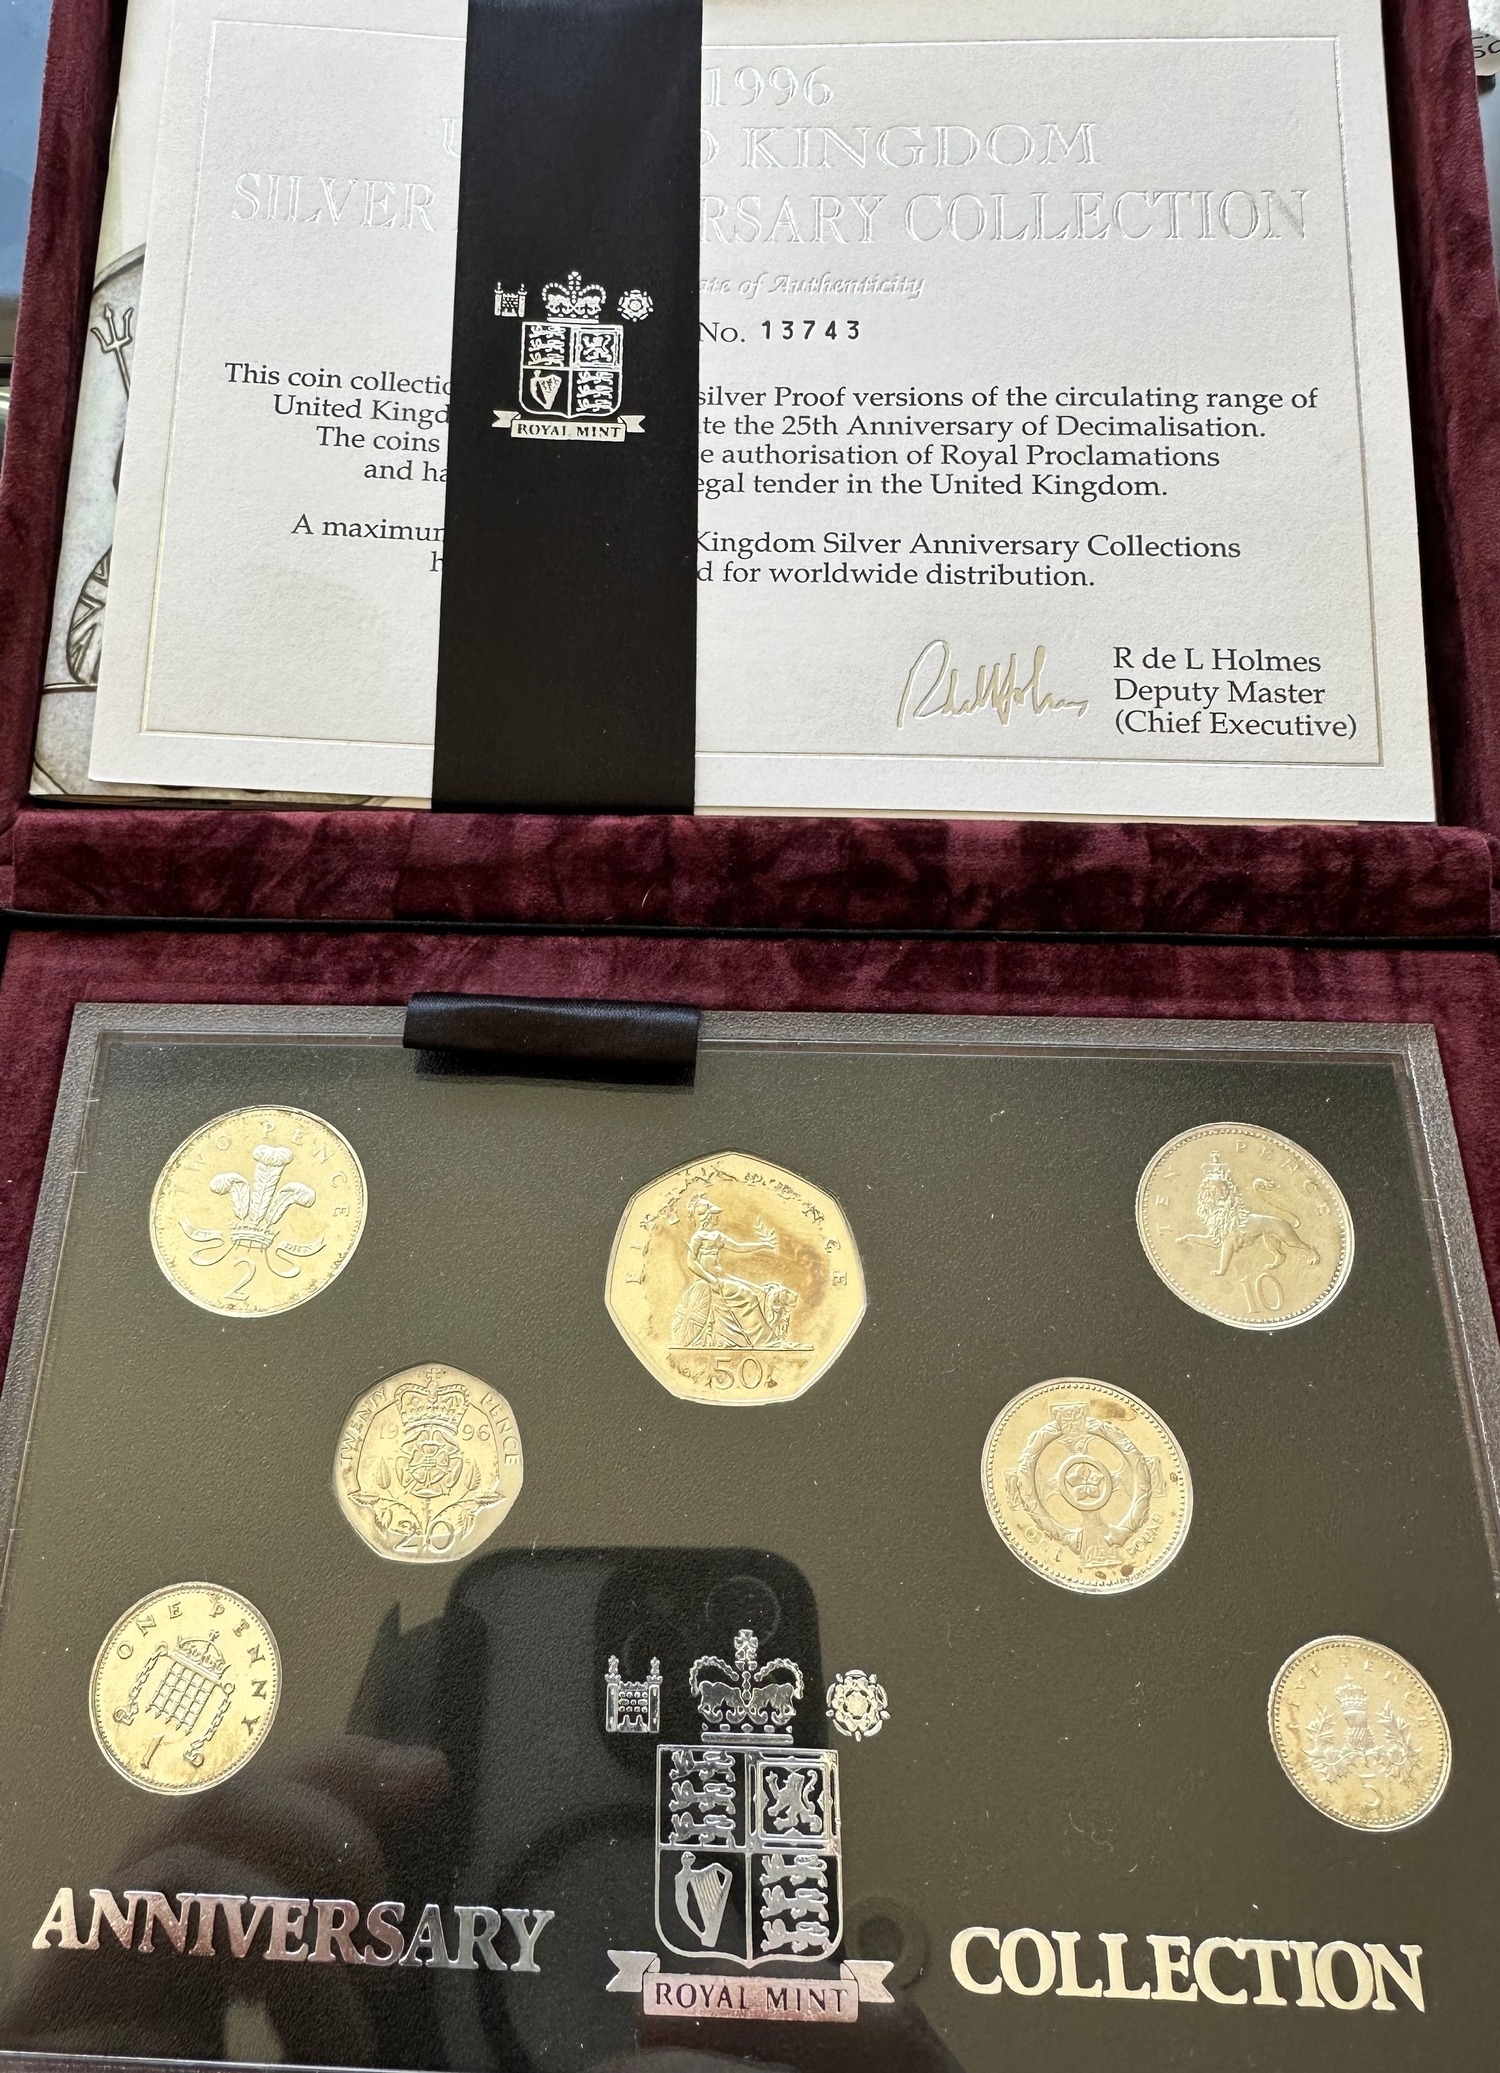 1996
U D KINGDOM
SILVER RSARY COLLECTION
ate of Authenticity
No. 13743
This coin collectio silver Proof versions of the circulating range of
United Kingd te the 25th Anniversary of Decimalisation.
The coins e authorisation of Royal Proclamations
and ha egal tender in the United Kingdom.
A maximum Kingdom Silver Anniversary Collections
h d for worldwide distribution.
R de L Holmes
Deputy Master
(Chief Executive)
ROYAL MINT
TWO PENCE
2
50
TEN PENCE
10
TWENTY PENCE
1996
20
ONE POUND
ONE PENNY
1
FIVE PENCE
5
ANNIVERSARY
ROYAL MINT
COLLECTION